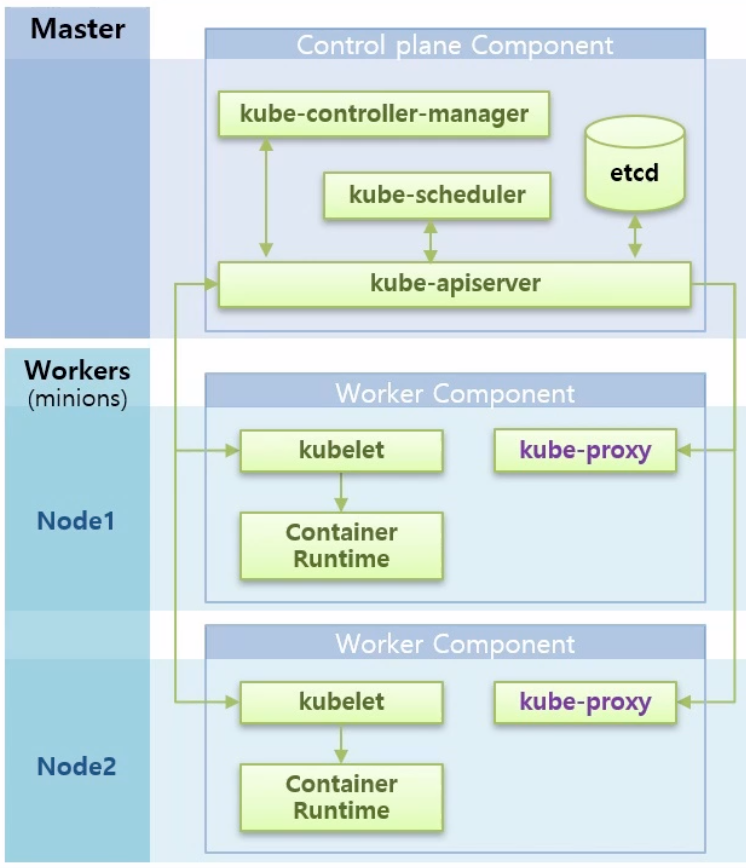 Master
Control plane Component
kube-controller-manager
kube-scheduler
etcd
kube-apiserver
Workers
(minions)
Worker Component
kubelet
kube-proxy
Node1
Container
Runtime
Worker Component
kubelet
kube-proxy
Node2
Container
Runtime